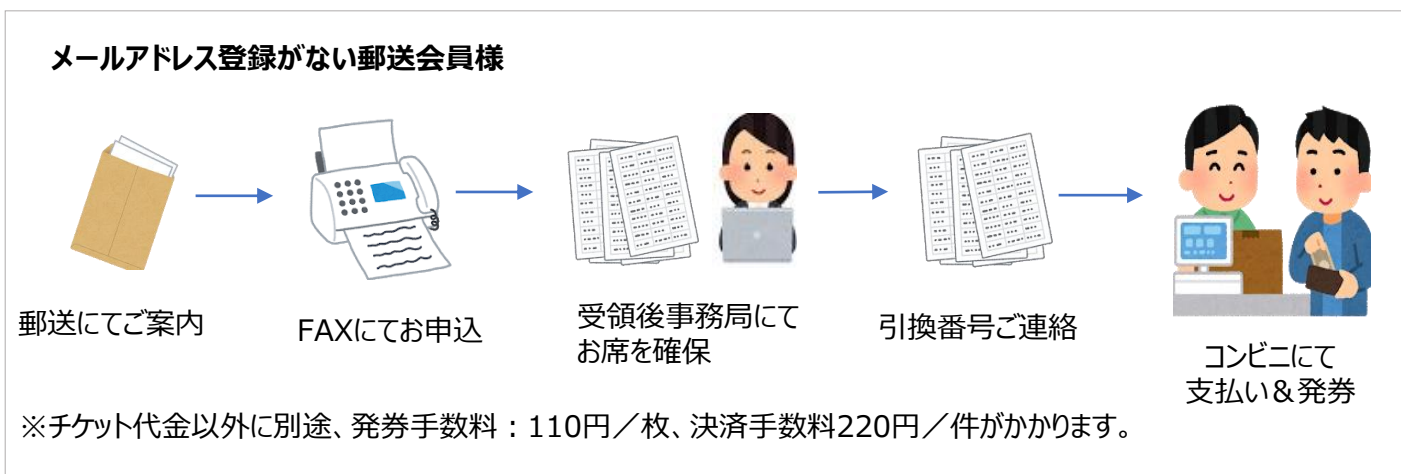 メールアドレス登録がない郵送会員様
郵送にてご案内
FAXにてお申込
受領後事務局にて
お席を確保
引換番号ご連絡
コンビニにて
支払い＆発券
※チケット代金以外に別途、発券手数料：110円／枚、決済手数料220円／件がかかります。